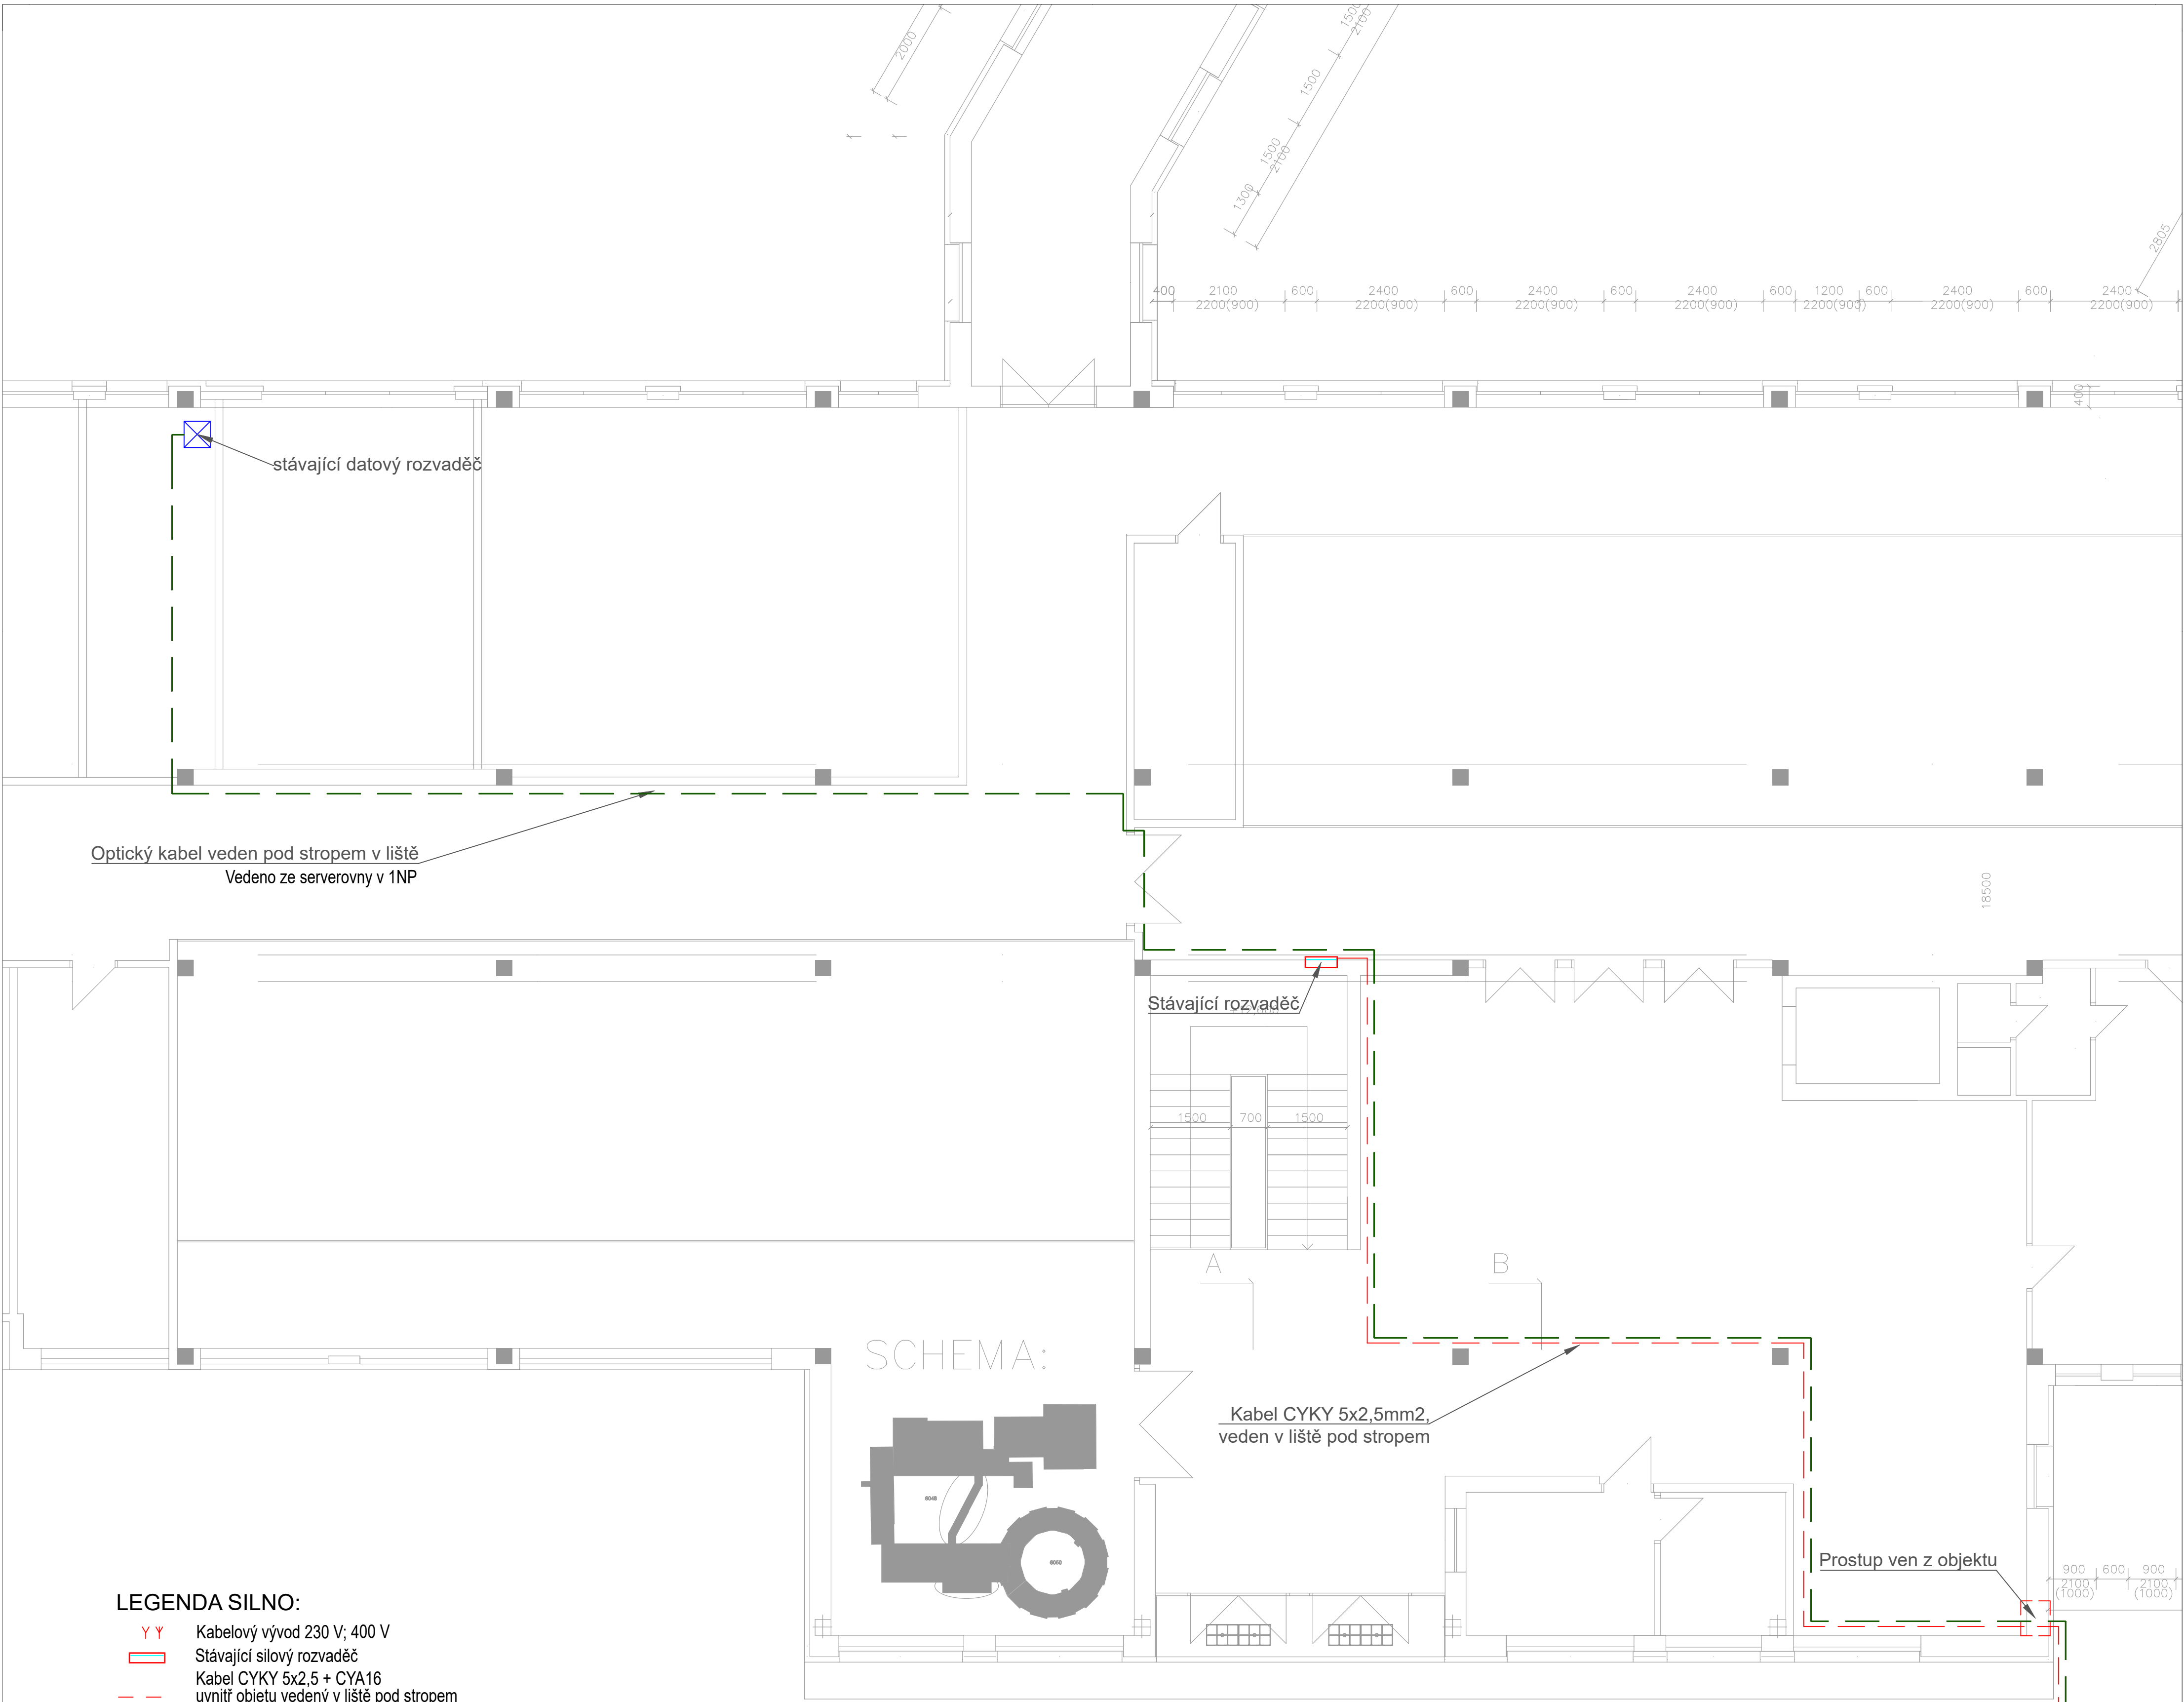 2000
1500
2100
1500
1500
2100
1300
2805
400 2100 600 2400 600 2400 600 2400 600 1200 600 2400 600 2400
2200(900) 2200(900) 2200(900) 2200(900) 2200(900) 2200(900) 2200(900)
400
stávající datový rozvaděč
Optický kabel veden pod stropem v liště
Vedeno ze serverovny v 1NP
18500
Stávající rozvaděč
1500 700 1500
A B
SCHEMA:
Kabel CYKY 5x2,5mm2,
veden v liště pod stropem
Prostup ven z objektu
900 600 900
2100 2100
(1000) (1000)
LEGENDA SILNO:
Kabelový vývod 230 V; 400 V
Stávající silový rozvaděč
Kabel CYKY 5x2,5 + CYA16
uvnitř objetu vedený v liště pod stropem